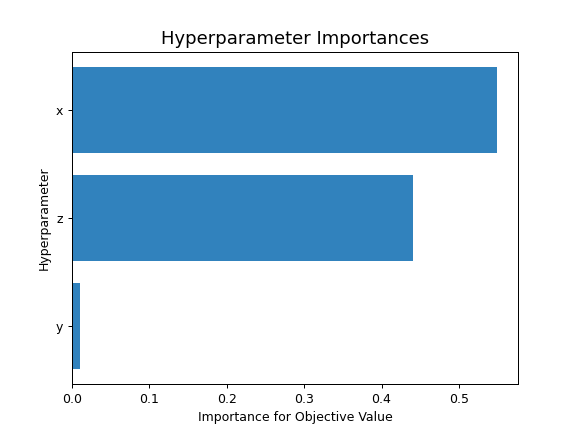 Hyperparameter Importances
x
z
y
Hyperparameter
0.0 0.1 0.2 0.3 0.4 0.5
Importance for Objective Value